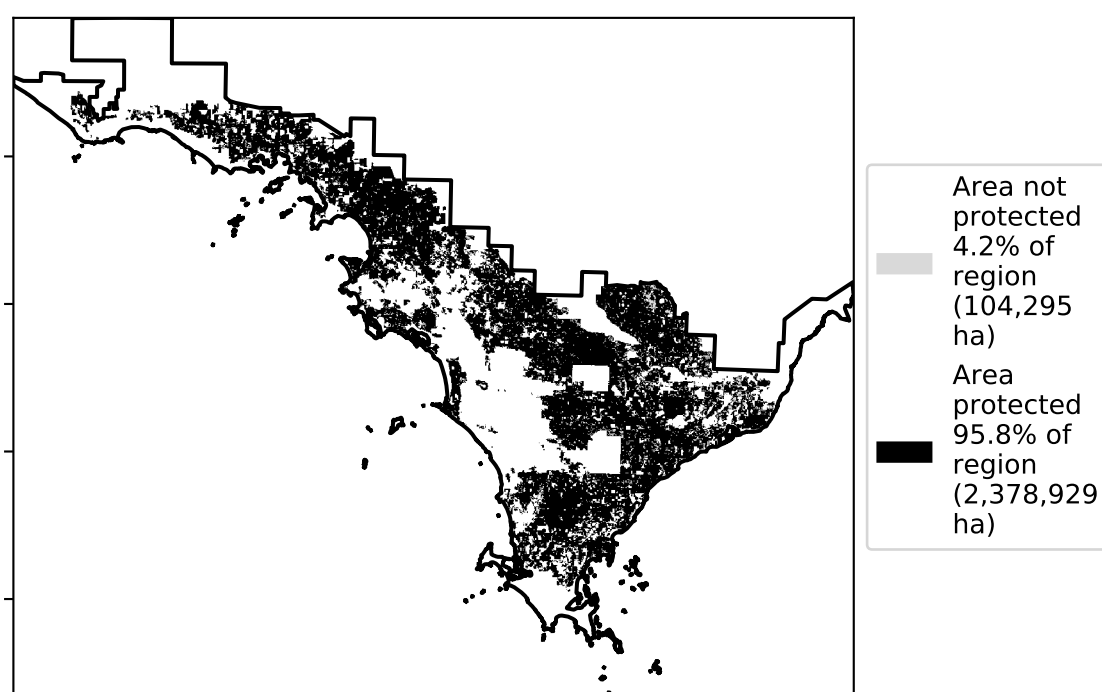 Area not
protected
4.2% of
region
(104,295
ha)
Area
protected
95.8% of
region
(2,378,929
ha)